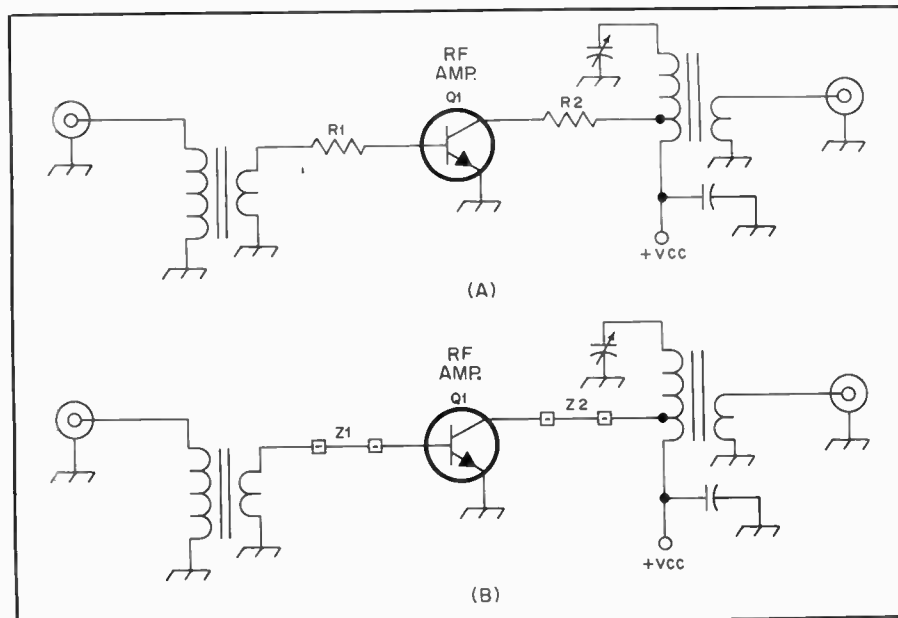 RF
AMP.
Q1
R1
R2
+VCC
(A)
RF
AMP.
Q1
Z1
Z2
+VCC
(B)